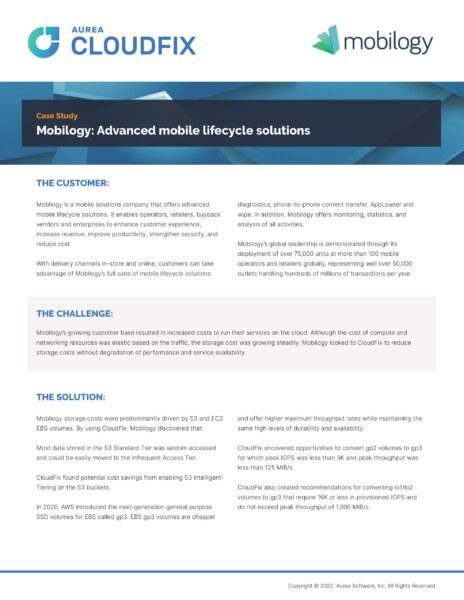 AUREA
CLOUDFIX
mobilogy
Case Study
Mobilogy: Advanced mobile lifecycle solutions
THE CUSTOMER:
Mobilogy is a mobile solutions company that offers advanced
mobile lifecycle solutions. It enables operators, retailers, buyback
vendors and enterprises to enhance customer experience,
increase revenue, improve productivity, strengthen security, and
reduce cost.
With delivery channels in-store and online, customers can take
advantage of Mobilogy's full suite of mobile lifecycle solutions:
diagnostics, phone-to-phone content transfer, AppLoader and
wipe. In addition, Mobilogy offers monitoring, statistics, and
analysis of all activities.
Mobilogy's global leadership is demonstrated through its
deployment of over 75,000 units at more than 100 mobile
operators and retailers globally, representing well over 50,000
outlets handling hundreds of millions of transactions per year.
THE CHALLENGE:
Mobilogy's growing customer base resulted in increased costs to run their services on the cloud. Although the cost of compute and
networking resources was elastic based on the traffic, the storage cost was growing steadily. Mobilogy looked to CloudFix to reduce
storage costs without degradation of performance and service availability.
THE SOLUTION:
Mobilogy storage costs were predominantly driven by S3 and EC2
EBS volumes. By using CloudFix, Mobilogy discovered that:
Most data stored in the S3 Standard Tier was seldom accessed
and could be easily moved to the Infrequent Access Tier.
CloudFix found potential cost savings from enabling S3 Intelligent-
Tiering on the S3 buckets.
In 2020, AWS introduced the next-generation general purpose
SSD volumes for EBS called gp3. EBS gp3 volumes are cheaper
and offer higher maximum throughput rates while maintaining the
same high levels of durability and availability.
CloudFix uncovered opportunities to convert gp2 volumes to gp3
for which peak IOPS was less than 3K and peak throughput was
less than 125 MiB/s.
CloudFix also created recommendations for converting io1/io2
volumes to gp3 that require 16K or less in provisioned IOPS and
do not exceed peak throughput of 1,000 MiB/s.
Copyright © 2022. Aurea Software, Inc. All Rights Reserved.